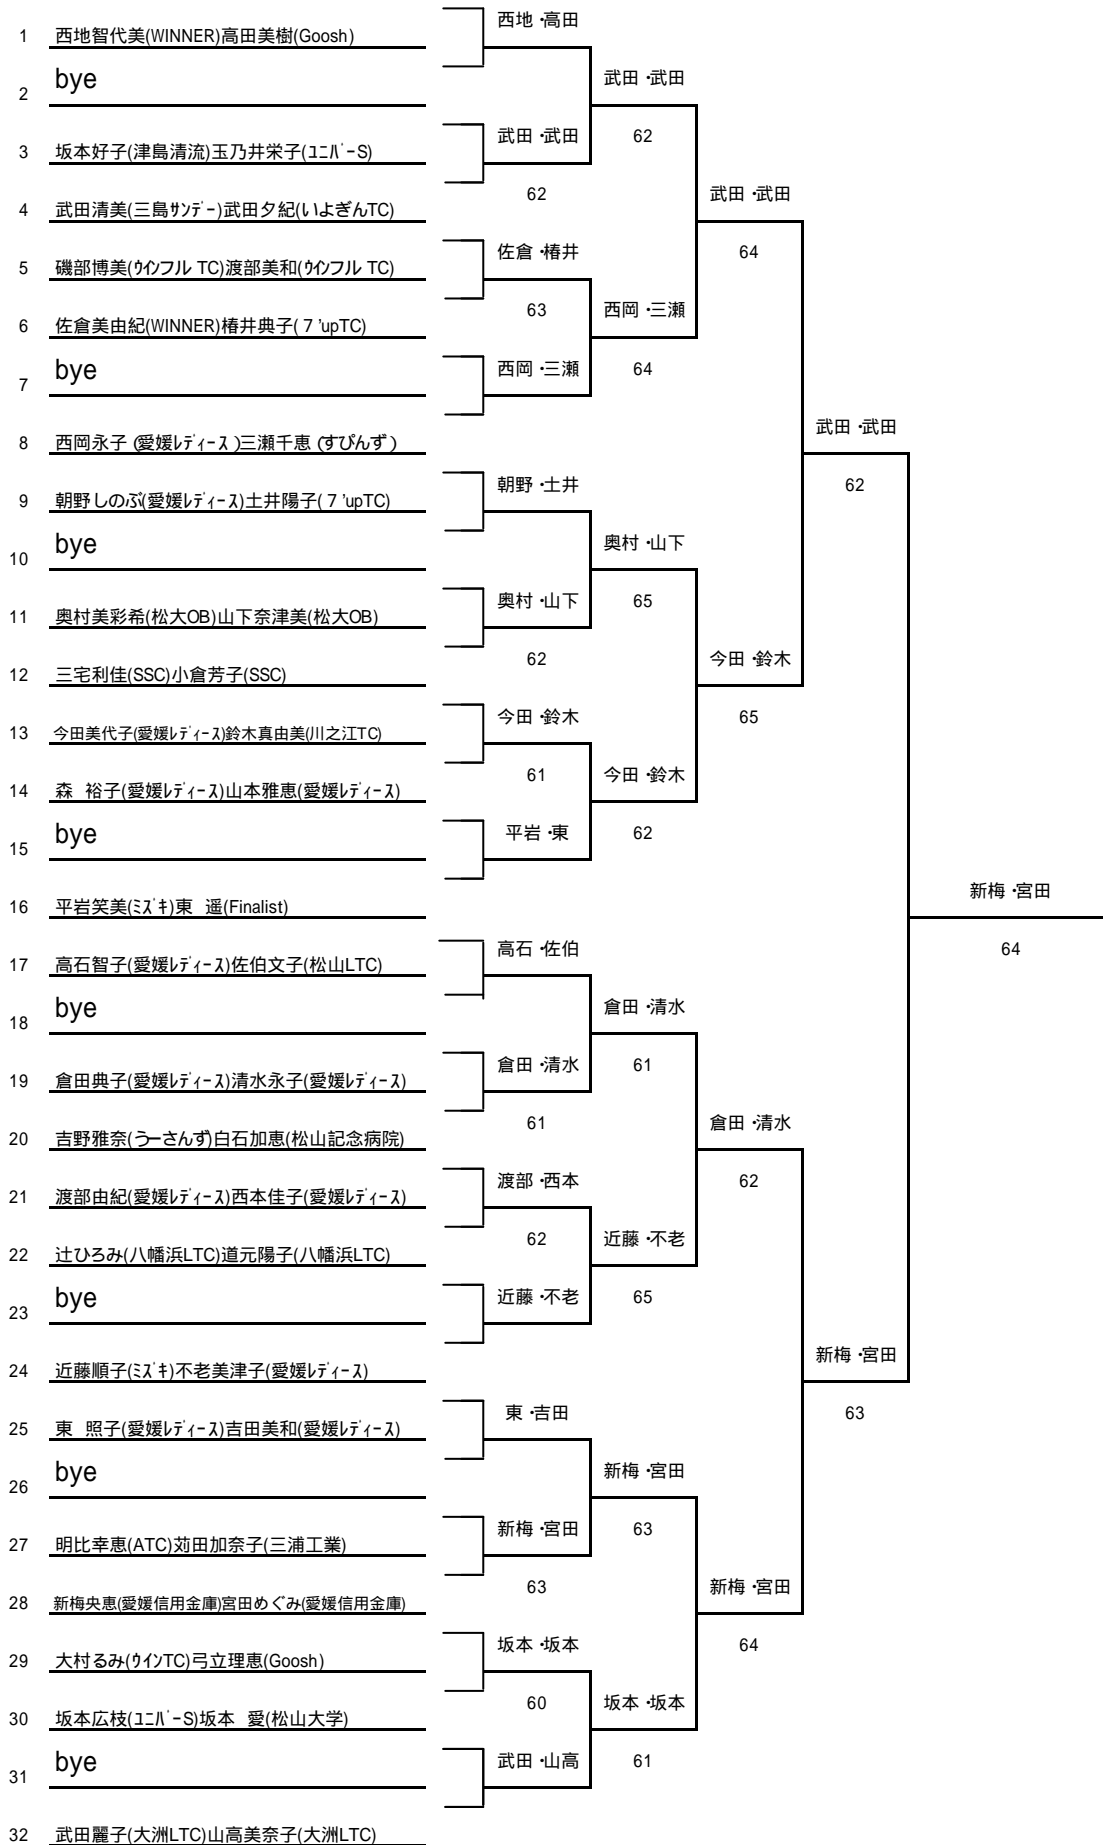 1 西地智代美(WINNER)高田美樹(Goosh)
2 bye
3 坂本好子(津島清流)玉乃井栄子(ﾕﾆﾊﾞｰS)
4 武田清美(三島ｻﾝﾃﾞｰ)武田夕紀(いよぎんTC)
5 磯部博美(ｳｲﾝフル TC)渡部美和(ｳｲﾝフル TC)
6 佐倉美由紀(WINNER)椿井典子(７'upTC)
7 bye
8 西岡永子(愛媛ﾚﾃﾞｨｰｽ)三瀬千恵(すぴんず)
9 朝野しのぶ(愛媛ﾚﾃﾞｨｰｽ)土井陽子(７'upTC)
10 bye
11 奥村美彩希(松大OB)山下奈津美(松大OB)
12 三宅利佳(SSC)小倉芳子(SSC)
13 今田美代子(愛媛ﾚﾃﾞｨｰｽ)鈴木真由美(川之江TC)
14 森 裕子(愛媛ﾚﾃﾞｨｰｽ)山本雅恵(愛媛ﾚﾃﾞｨｰｽ)
15 bye
16 平岩笑美(ﾐｽﾞｷ)東 遥(Finalist)
17 高石智子(愛媛ﾚﾃﾞｨｰｽ)佐伯文子(松山LTC)
18 bye
19 倉田典子(愛媛ﾚﾃﾞｨｰｽ)清水永子(愛媛ﾚﾃﾞｨｰｽ)
20 吉野雅奈(うーさんず)白石加恵(松山記念病院)
21 渡部由紀(愛媛ﾚﾃﾞｨｰｽ)西本佳子(愛媛ﾚﾃﾞｨｰｽ)
22 辻ひろみ(八幡浜LTC)道元陽子(八幡浜LTC)
23 bye
24 近藤順子(ﾐｽﾞｷ)不老美津子(愛媛ﾚﾃﾞｨｰｽ)
25 東 照子(愛媛ﾚﾃﾞｨｰｽ)吉田美和(愛媛ﾚﾃﾞｨｰｽ)
26 bye
27 明比幸恵(ATC)苅田加奈子(三浦工業)
28 新梅央恵(愛媛信用金庫)宮田めぐみ(愛媛信用金庫)
29 大村るみ(ｳｲﾝTC)弓立理恵(Goosh)
30 坂本広枝(ﾕﾆﾊﾞｰS)坂本 愛(松山大学)
31 bye
32 武田麗子(大洲LTC)山高美奈子(大洲LTC)
西地・高田
武田・武田
62
佐倉・椿井
63
西岡・三瀬
朝野・土井
奥村・山下
62
今田・鈴木
61
平岩・東
高石・佐伯
倉田・清水
61
渡部・西本
62
近藤・不老
東・吉田
新梅・宮田
63
坂本・坂本
60
武田・山高
武田・武田
62
西岡・三瀬
64
奥村・山下
65
今田・鈴木
62
倉田・清水
61
近藤・不老
65
新梅・宮田
63
坂本・坂本
61
武田・武田
64
今田・鈴木
65
倉田・清水
62
新梅・宮田
64
武田・武田
62
新梅・宮田
63
新梅・宮田
64